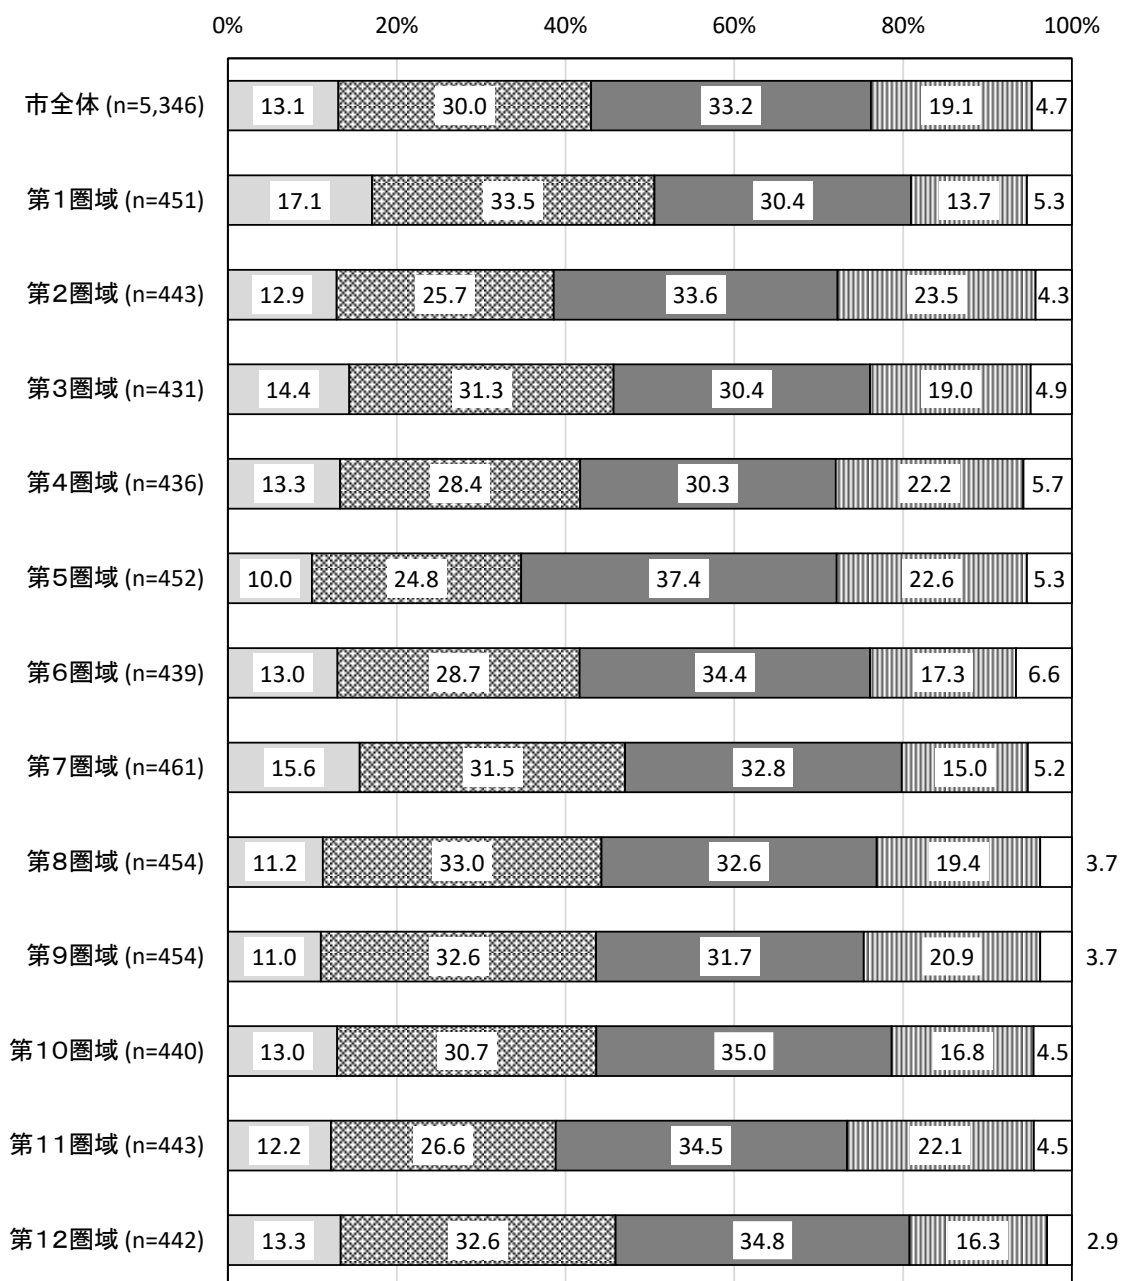 0% 20% 40% 60% 80% 100%
市全体 (n=5,346) 13.1 30.0 33.2 19.1 4.7
第1圏域 (n=451) 17.1 33.5 30.4 13.7 5.3
第2圏域 (n=443) 12.9 25.7 33.6 23.5 4.3
第3圏域 (n=431) 14.4 31.3 30.4 19.0 4.9
第4圏域 (n=436) 13.3 28.4 30.3 22.2 5.7
第5圏域 (n=452) 10.0 24.8 37.4 22.6 5.3
第6圏域 (n=439) 13.0 28.7 34.4 17.3 6.6
第7圏域 (n=461) 15.6 31.5 32.8 15.0 5.2
第8圏域 (n=454) 11.2 33.0 32.6 19.4 3.7
第9圏域 (n=454) 11.0 32.6 31.7 20.9 3.7
第10圏域 (n=440) 13.0 30.7 35.0 16.8 4.5
第11圏域 (n=443) 12.2 26.6 34.5 22.1 4.5
第12圏域 (n=442) 13.3 32.6 34.8 16.3 2.9